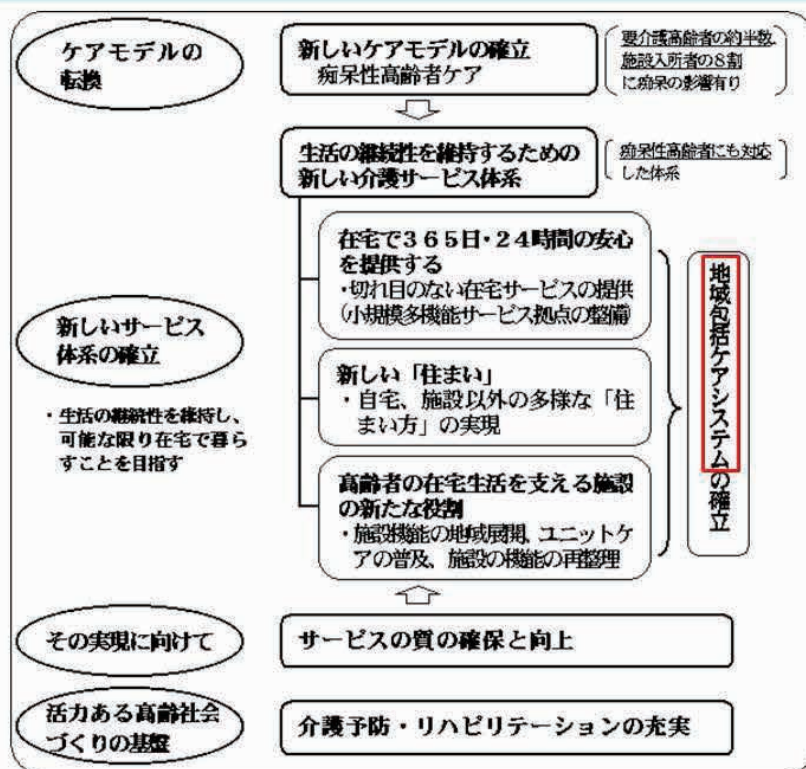 ケアモデルの
転換
新しいケアモデルの確立
痴呆性高齢者ケア
要介護高齢者の約半数、
施設入所者の8割
に痴呆の影響有り
生活の継続性を維持するための
新しい介護サービス体系
痴呆性高齢者にも対応
した体系
新しいサービス
体系の確立
・生活の継続性を維持し、
可能な限り在宅で暮ら
すことを目指す
在宅で365日・24時間の安心
を提供する
・切れ目のない在宅サービスの提供
(小規模多機能サービス拠点の整備)
新しい「住まい」
・自宅、施設以外の多様な「住
まい方」の実現
高齢者の在宅生活を支える施設
の新たな役割
・施設機能の地域展開、ユニットケ
アの普及、施設の機能の再整理
地域包括ケアシステムの確立
その実現に向けて
サービスの質の確保と向上
活力ある高齢社会
づくりの基盤
介護予防・リハビリテーションの充実